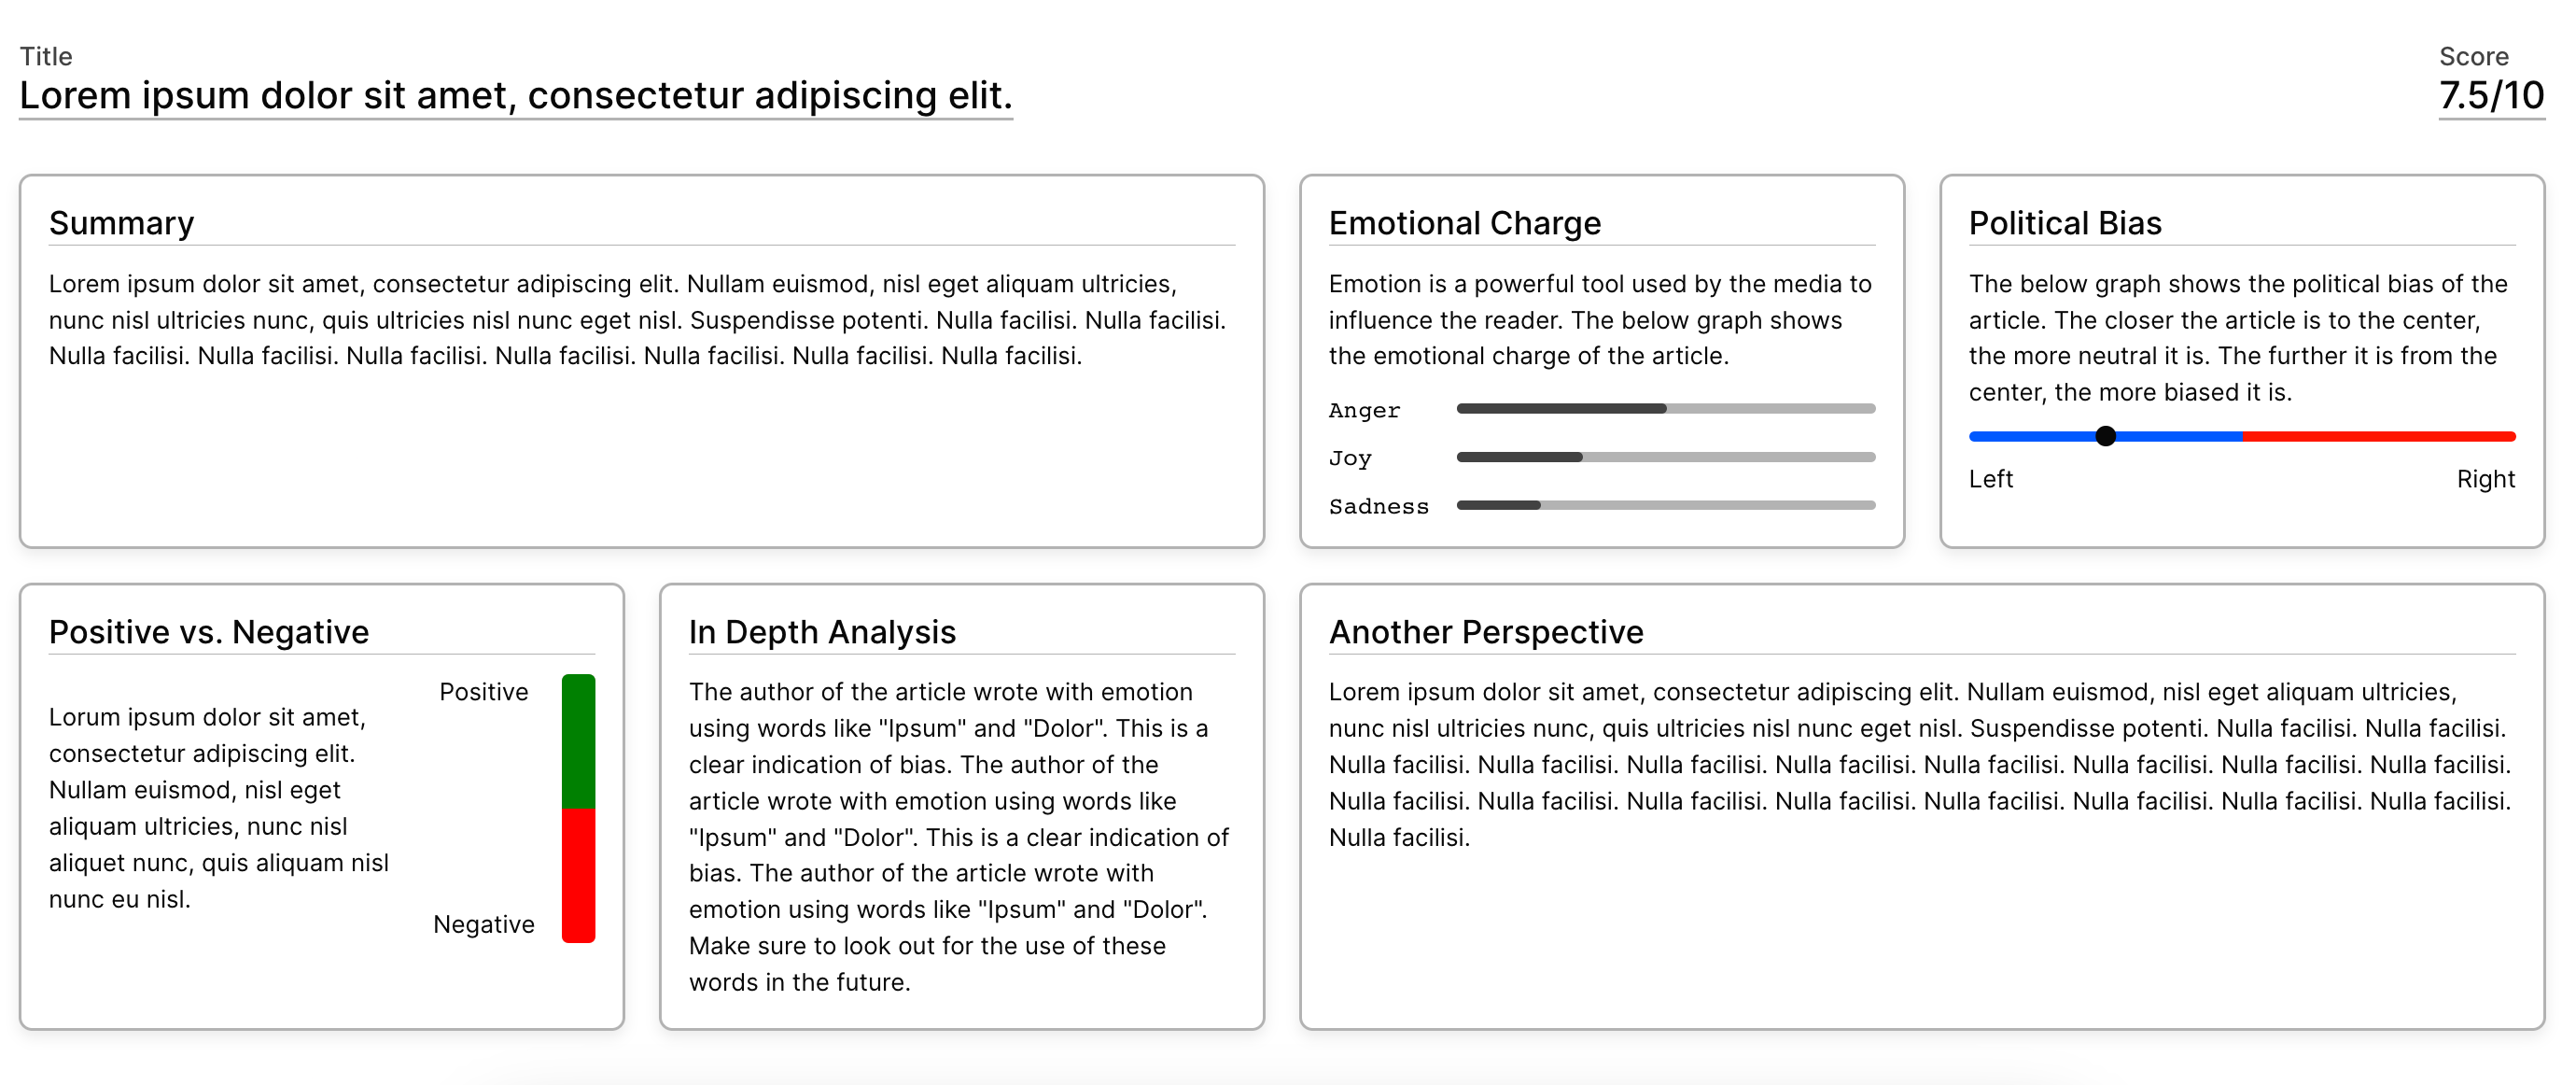 Title
Lorem ipsum dolor sit amet, consectetur adipiscing elit.
Score
7.5/10
Summary
Lorem ipsum dolor sit amet, consectetur adipiscing elit. Nullam euismod, nisl eget aliquam ultricies,
nunc nisl ultricies nunc, quis ultricies nisl nunc eget nisl. Suspendisse potenti. Nulla facilisi. Nulla facilisi.
Nulla facilisi. Nulla facilisi. Nulla facilisi. Nulla facilisi. Nulla facilisi. Nulla facilisi. Nulla facilisi.
Emotional Charge
Emotion is a powerful tool used by the media to
influence the reader. The below graph shows
the emotional charge of the article.
Anger
Joy
Sadness
Political Bias
The below graph shows the political bias of the
article. The closer the article is to the center,
the more neutral it is. The further it is from the
center, the more biased it is.
Left
Right
Positive vs. Negative
Lorum ipsum dolor sit amet,
consectetur adipiscing elit.
Nullam euismod, nisl eget
aliquam ultricies, nunc nisl
aliquet nunc, quis aliquam nisl
nunc eu nisl.
Positive
Negative
In Depth Analysis
The author of the article wrote with emotion
using words like "Ipsum" and "Dolor". This is a
clear indication of bias. The author of the
article wrote with emotion using words like
"Ipsum" and "Dolor". This is a clear indication of
bias. The author of the article wrote with
emotion using words like "Ipsum" and "Dolor".
Make sure to look out for the use of these
words in the future.
Another Perspective
Lorem ipsum dolor sit amet, consectetur adipiscing elit. Nullam euismod, nisl eget aliquam ultricies,
nunc nisl ultricies nunc, quis ultricies nisl nunc eget nisl. Suspendisse potenti. Nulla facilisi. Nulla facilisi.
Nulla facilisi. Nulla facilisi. Nulla facilisi. Nulla facilisi. Nulla facilisi. Nulla facilisi. Nulla facilisi. Nulla facilisi.
Nulla facilisi. Nulla facilisi. Nulla facilisi. Nulla facilisi. Nulla facilisi. Nulla facilisi. Nulla facilisi. Nulla facilisi.
Nulla facilisi.